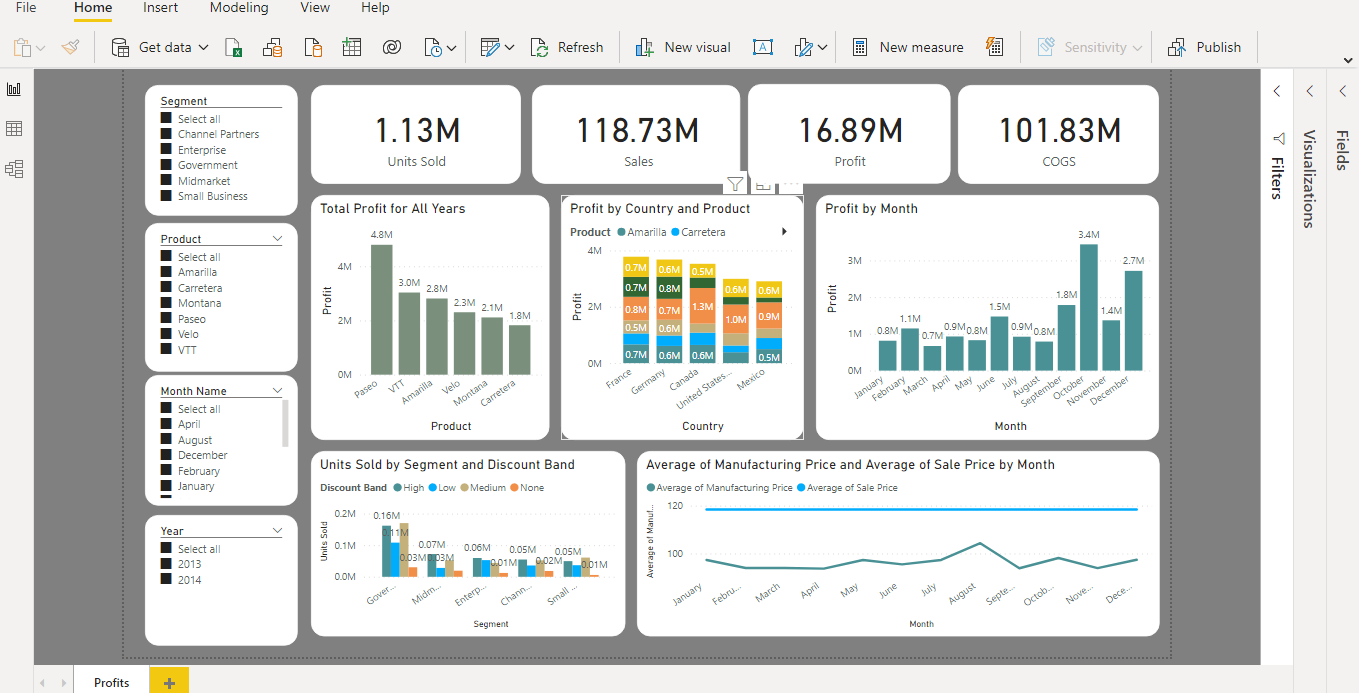 File Home Insert Modeling View Help
Get data Refresh New visual New measure Sensitivity Publish
Segment
Select all
Channel Partners
Enterprise
Government
Midmarket
Small Business
Product
Select all
Amarilla
Carretera
Montana
Paseo
Velo
VTT
Month Name
Select all
April
August
December
February
January
Year
Select all
2013
2014
1.13M
Units Sold
118.73M
Sales
16.89M
Profit
101.83M
COGS
Total Profit for All Years
Profit
4M
2M
0M
4.8M 3.0M 2.8M 2.3M 2.1M 1.8M
Paseo VTT Amarilla Velo Montana Carretera
Product
Profit by Country and Product
Product Amarilla Carretera
Profit
4M
2M
0M
0.7M 0.6M 0.5M 0.6M 0.6M
0.7M 0.8M
0.8M 0.7M 1.3M 1.0M 0.9M
0.5M 0.6M
0.7M 0.6M 0.6M 0.5M
France Germany Canada United States... Mexico
Country
Profit by Month
Profit
3M
2M
1M
0M
0.8M 1.1M 0.7M 0.9M 0.8M 1.5M 0.9M 0.8M 1.8M 3.4M 1.4M 2.7M
January February March April May June July August September October November December
Month
Units Sold by Segment and Discount Band
Discount Band High Low Medium None
Units Sold
0.2M
0.1M
0.0M
0.16M 0.11M 0.03M 0.07M 0.03M 0.06M 0.01M 0.05M 0.02M 0.05M 0.01M
Gover... Midm... Enterp... Chann... Small ...
Segment
Average of Manufacturing Price and Average of Sale Price by Month
Average of Manufacturing Price Average of Sale Price
Average of Manuf...
120
100
January Febru... March April May June July August Septe... Octob... Nove... Dece...
Month
Filters
Visualizations
Fields
Profits